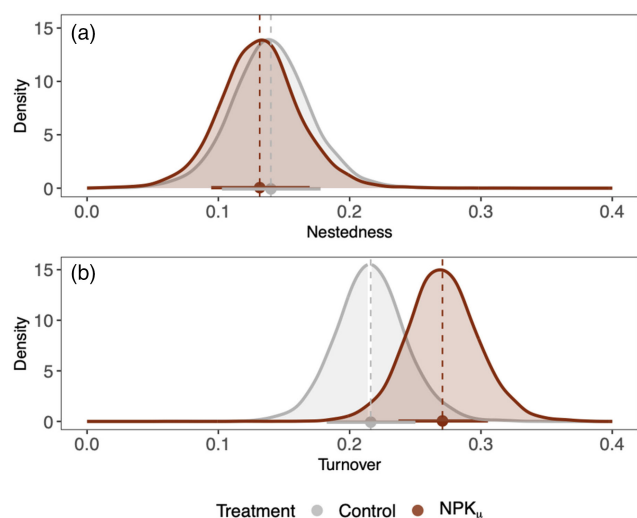 (a)
Density
15
10
5
0
0.0 0.1 0.2 0.3 0.4
Nestedness
(b)
Density
15
10
5
0
0.0 0.1 0.2 0.3 0.4
Turnover
Treatment Control NPKμ